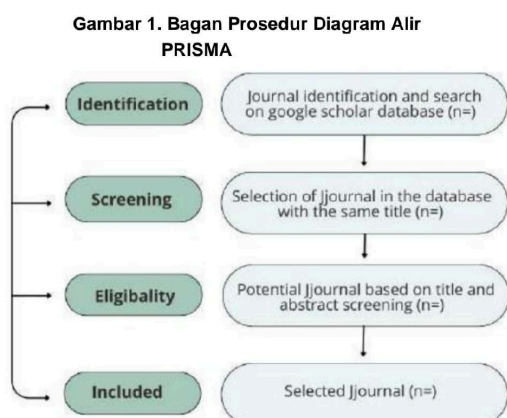 Gambar 1. Bagan Prosedur Diagram Alir
PRISMA
Identification
Journal identification and search
on google scholar database (n=)
Screening
Selection of Jjournal in the database
with the same title (n=)
Eligibality
Potential Jjournal based on title and
abstract screening (n=)
Included
Selected Jjournal (n=)